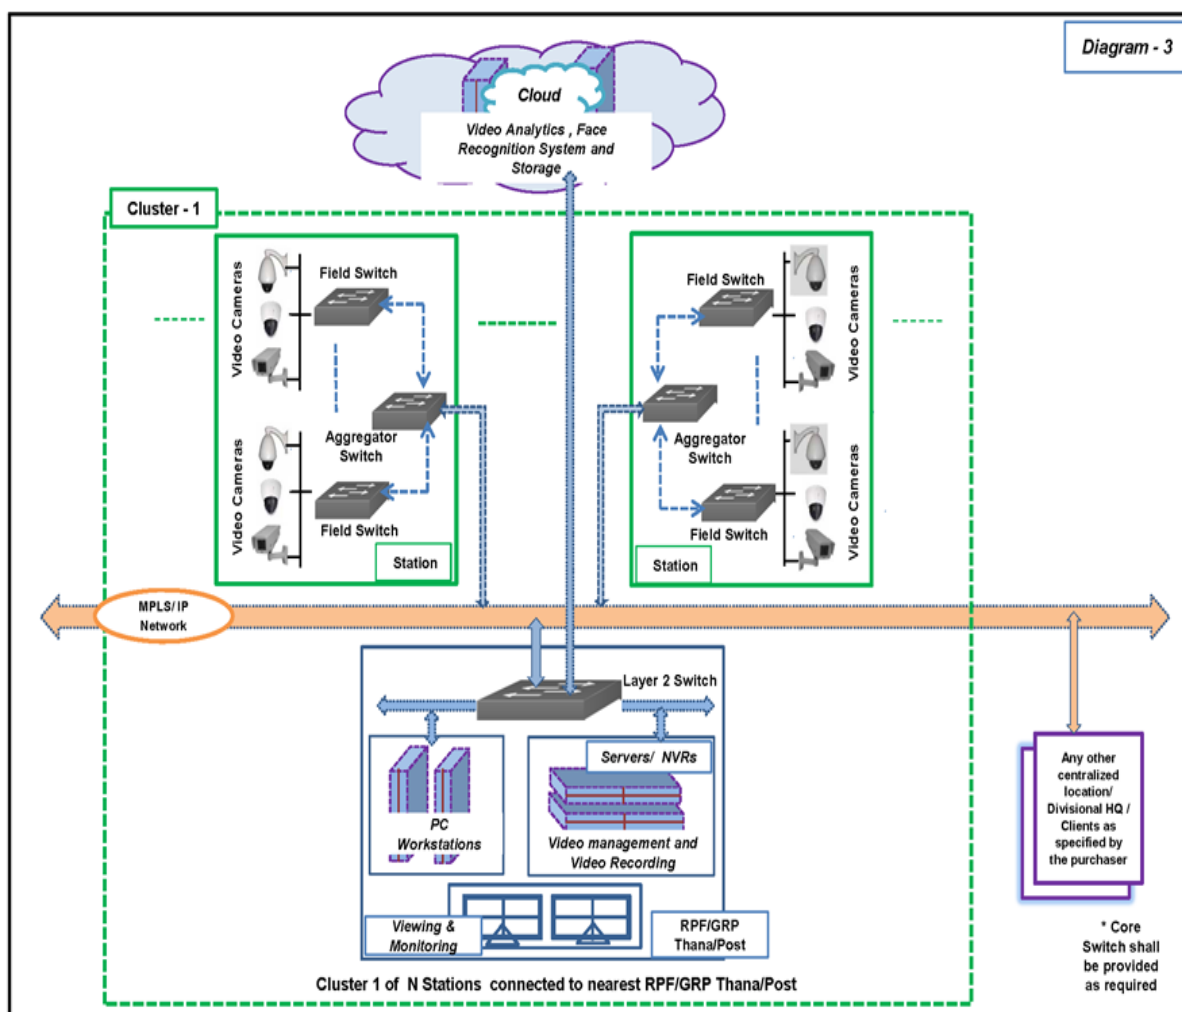 Diagram - 3
Cloud
Video Analytics , Face
Recognition System and
Storage
Cluster - 1
Video Cameras
Field Switch
Aggregator
Switch
Video Cameras
Field Switch
Station
Field Switch
Video Cameras
Aggregator
Switch
Field Switch
Video Cameras
Station
MPLS/ IP
Network
Layer 2 Switch
PC
Workstations
Servers/ NVRs
Video management and
Video Recording
Viewing &
Monitoring
RPF/GRP
Thana/Post
Cluster 1 of N Stations connected to nearest RPF/GRP Thana/Post
Any other
centralized
location/
Divisional HQ /
Clients as
specified by
the purchaser
* Core
Switch shall
be provided
as required